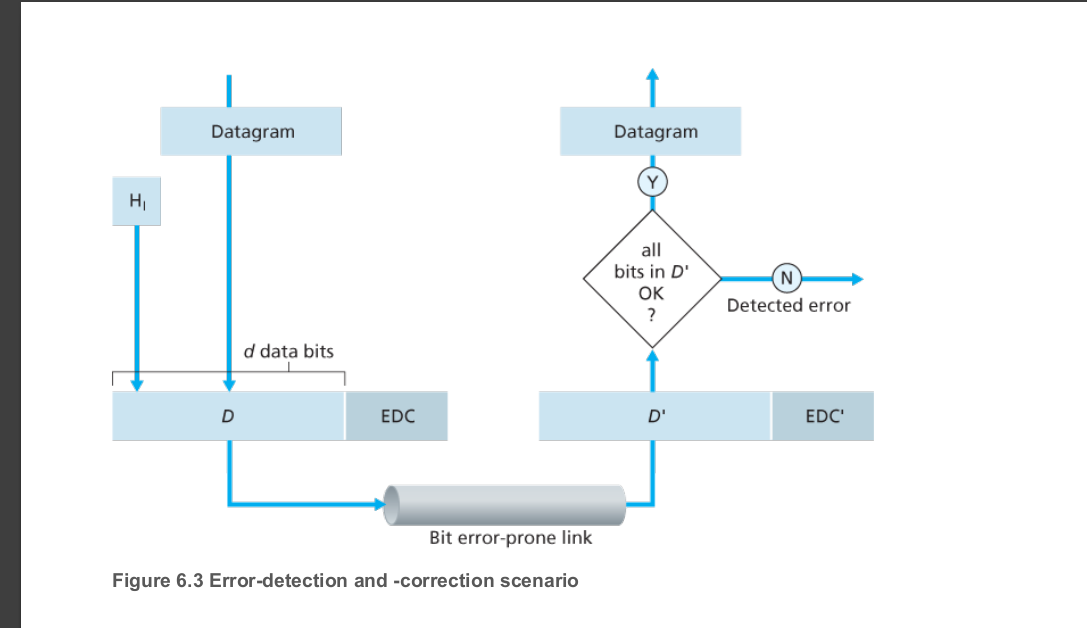 Datagram
Datagram
Hₗ
Y
all
bits in D'
OK
?
N
Detected error
d data bits
D
EDC
D'
EDC'
Bit error-prone link
Figure 6.3 Error-detection and -correction scenario